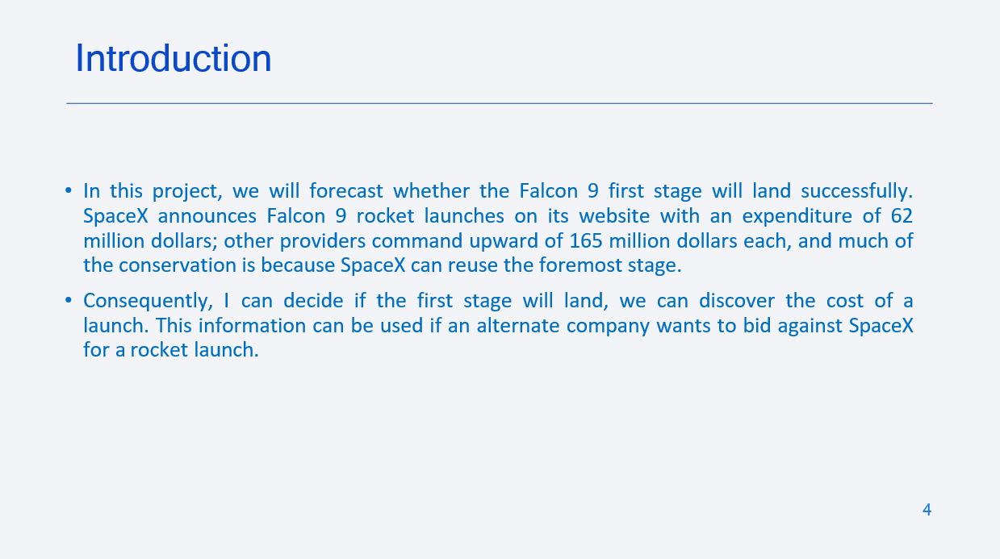 Introduction
• In this project, we will forecast whether the Falcon 9 first stage will land successfully.
SpaceX announces Falcon 9 rocket launches on its website with an expenditure of 62
million dollars; other providers command upward of 165 million dollars each, and much of
the conservation is because SpaceX can reuse the foremost stage.
• Consequently, I can decide if the first stage will land, we can discover the cost of a
launch. This information can be used if an alternate company wants to bid against SpaceX
for a rocket launch.
4